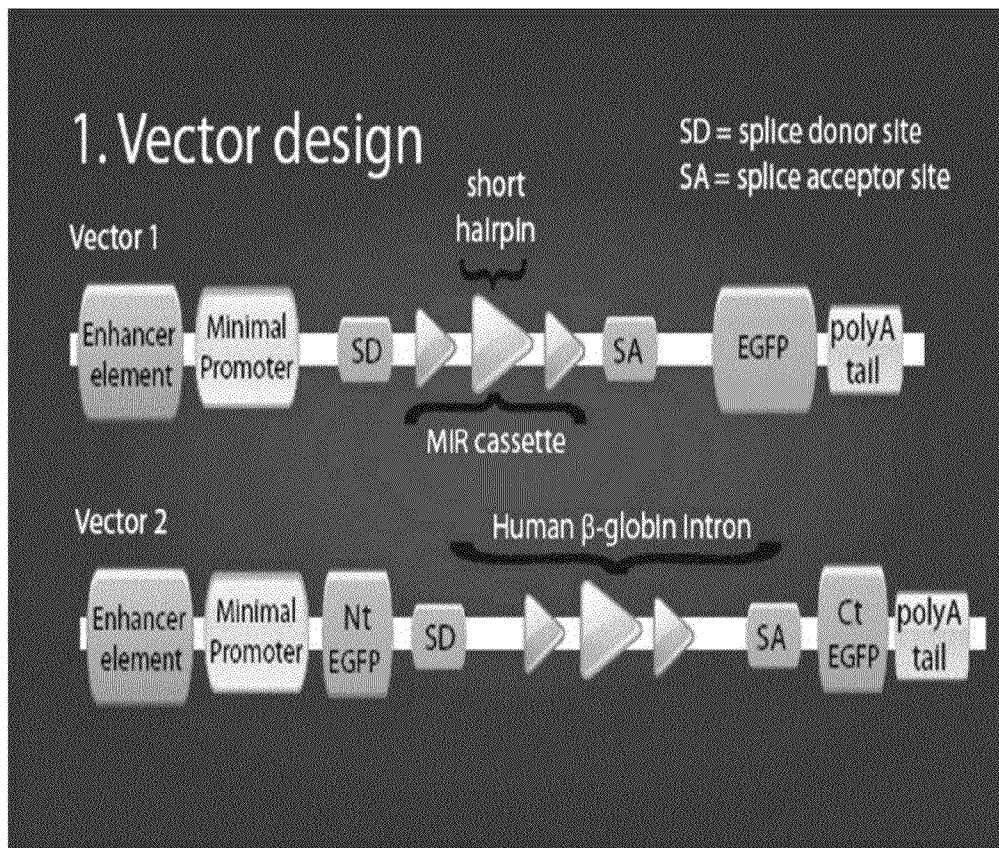 1. Vector design
SD = splice donor site
SA = splice acceptor site
short
hairpin
Vector 1
Enhancer
element
Minimal
Promoter
SD
SA
EGFP
polyA
tail
MIR cassette
Vector 2
Human β-globin intron
Enhancer
element
Minimal
Promoter
Nt
EGFP
SD
SA
Ct
EGFP
polyA
tail